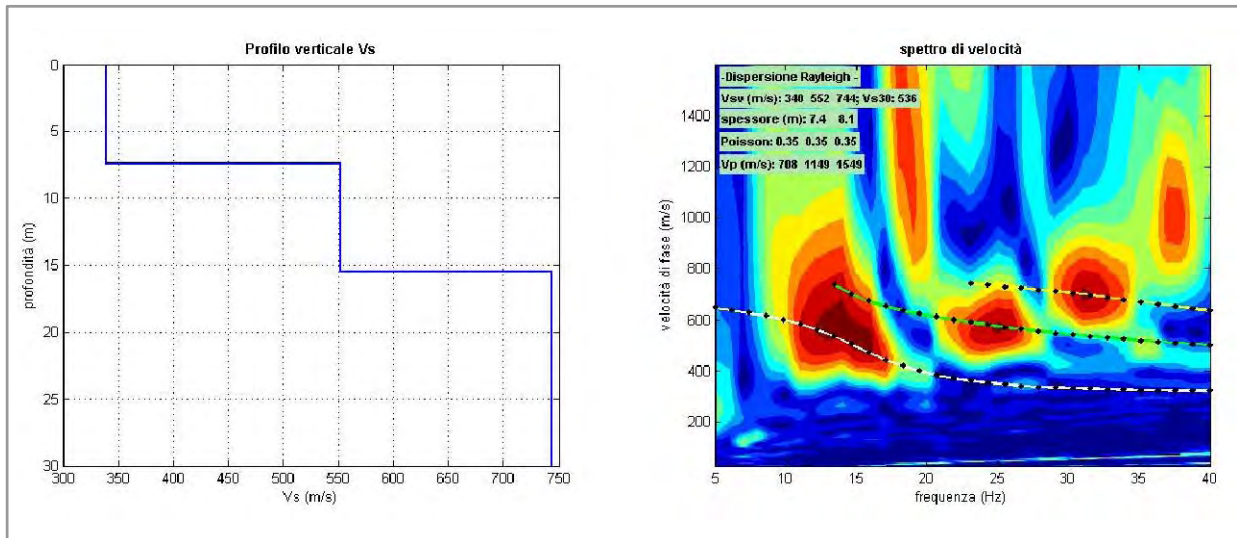 Profilo verticale Vs
0
5
10
15
20
25
30
profondità (m)
300 350 400 450 500 550 600 650 700 750
Vs (m/s)
spettro di velocità
-Dispersione Rayleigh -
Vsv (m/s): 340 552 744; Vs30: 536
spessore (m): 7.4 8.1
Poisson: 0.35 0.35 0.35
Vp (m/s): 708 1149 1549
1400
1200
1000
800
600
400
200
velocità di fase (m/s)
5 10 15 20 25 30 35 40
frequenza (Hz)